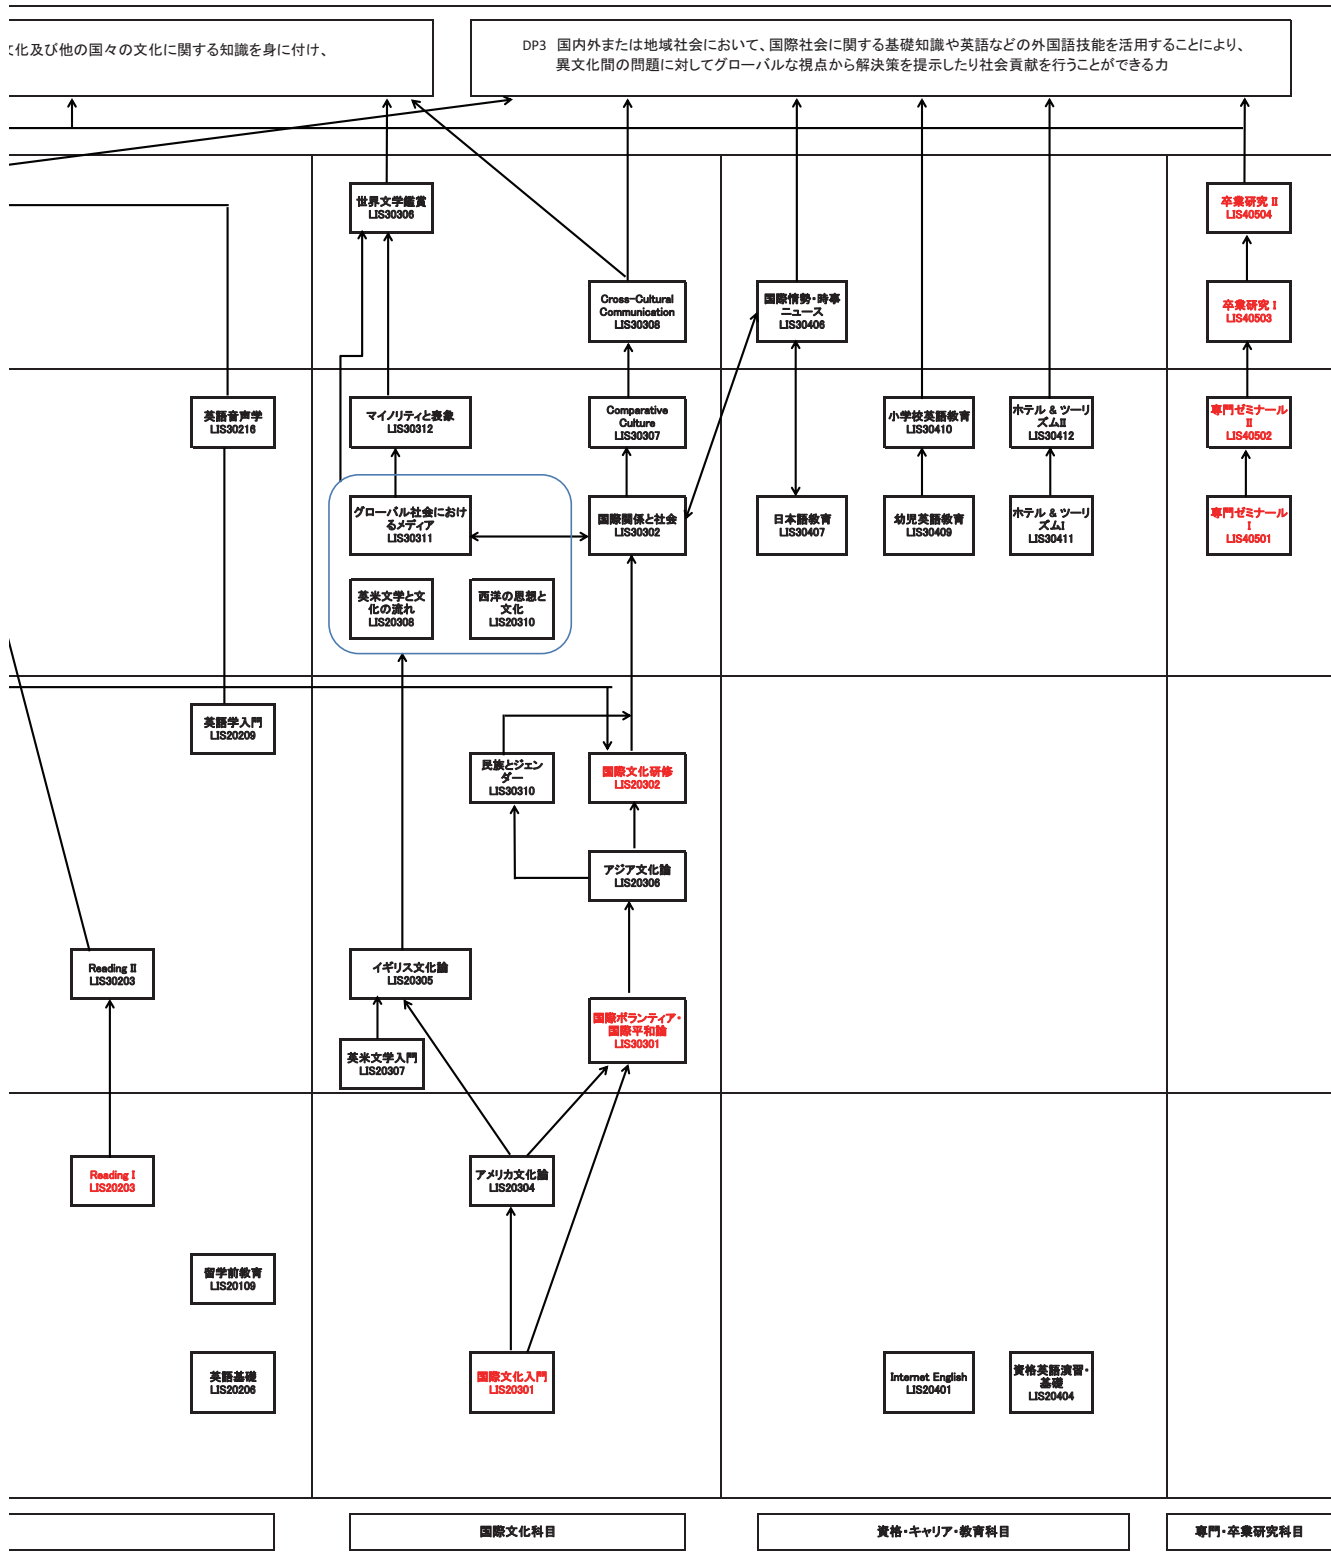 文化及び他の国々の文化に関する知識を身に付け、
DP3 国内外または地域社会において、国際社会に関する基礎知識や英語などの外国語技能を活用することにより、
異文化間の問題に対してグローバルな視点から解決策を提示したり社会貢献を行うことができる力
世界文学鑑賞
LIS30306
卒業研究 II
LIS40504
Cross-Cultural
Communication
LIS30308
国際情勢・時事
ニュース
LIS30406
卒業研究 I
LIS40503
英語音声学
LIS30216
マイノリティと表象
LIS30312
Comparative
Culture
LIS30307
小学校英語教育
LIS30410
ホテル & ツーリ
ズムII
LIS30412
専門ゼミナール
II
LIS40502
グローバル社会におけ
るメディア
LIS30311
国際関係と社会
LIS30302
日本語教育
LIS30407
幼児英語教育
LIS30409
ホテル & ツーリ
ズムI
LIS30411
専門ゼミナール
I
LIS40501
英米文学と文
化の流れ
LIS20308
西洋の思想と
文化
LIS20310
英語学入門
LIS20209
民族とジェン
ダー
LIS30310
国際文化研修
LIS20302
アジア文化論
LIS20306
Reading II
LIS30203
イギリス文化論
LIS20305
国際ボランティア・
国際平和論
LIS30301
英米文学入門
LIS20307
Reading I
LIS20203
アメリカ文化論
LIS20304
留学前教育
LIS20109
英語基礎
LIS20206
国際文化入門
LIS20301
Internet English
LIS20401
資格英語演習・
基礎
LIS20404
国際文化科目
資格・キャリア・教育科目
専門・卒業研究科目